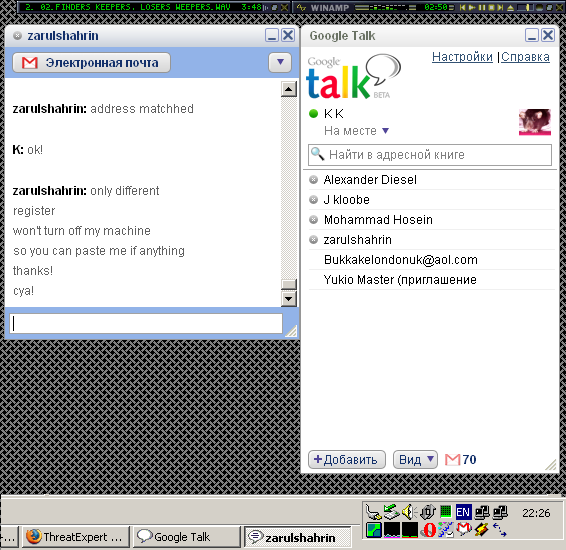 2. 02.FINDERS KEEPERS, LOSERS WEEPERS.WAV 3:48
WINAMP
02:50
zarulshahrin
Электронная почта
zarulshahrin: address matchhed
K: ok!
zarulshahrin: only different
register
won't turn off my machine
so you can paste me if anything
thanks!
cya!
Google Talk
Настройки | Справка
Google
talk
BETA
K K
На месте
Найти в адресной книге
Alexander Diesel
J kloobe
Mohammad Hosein
zarulshahrin
Bukkakelondonuk@aol.com
Yukio Master (приглашение
+Добавить
Вид
70
EN
22:26
...
ThreatExpert ...
Google Talk
zarulshahrin